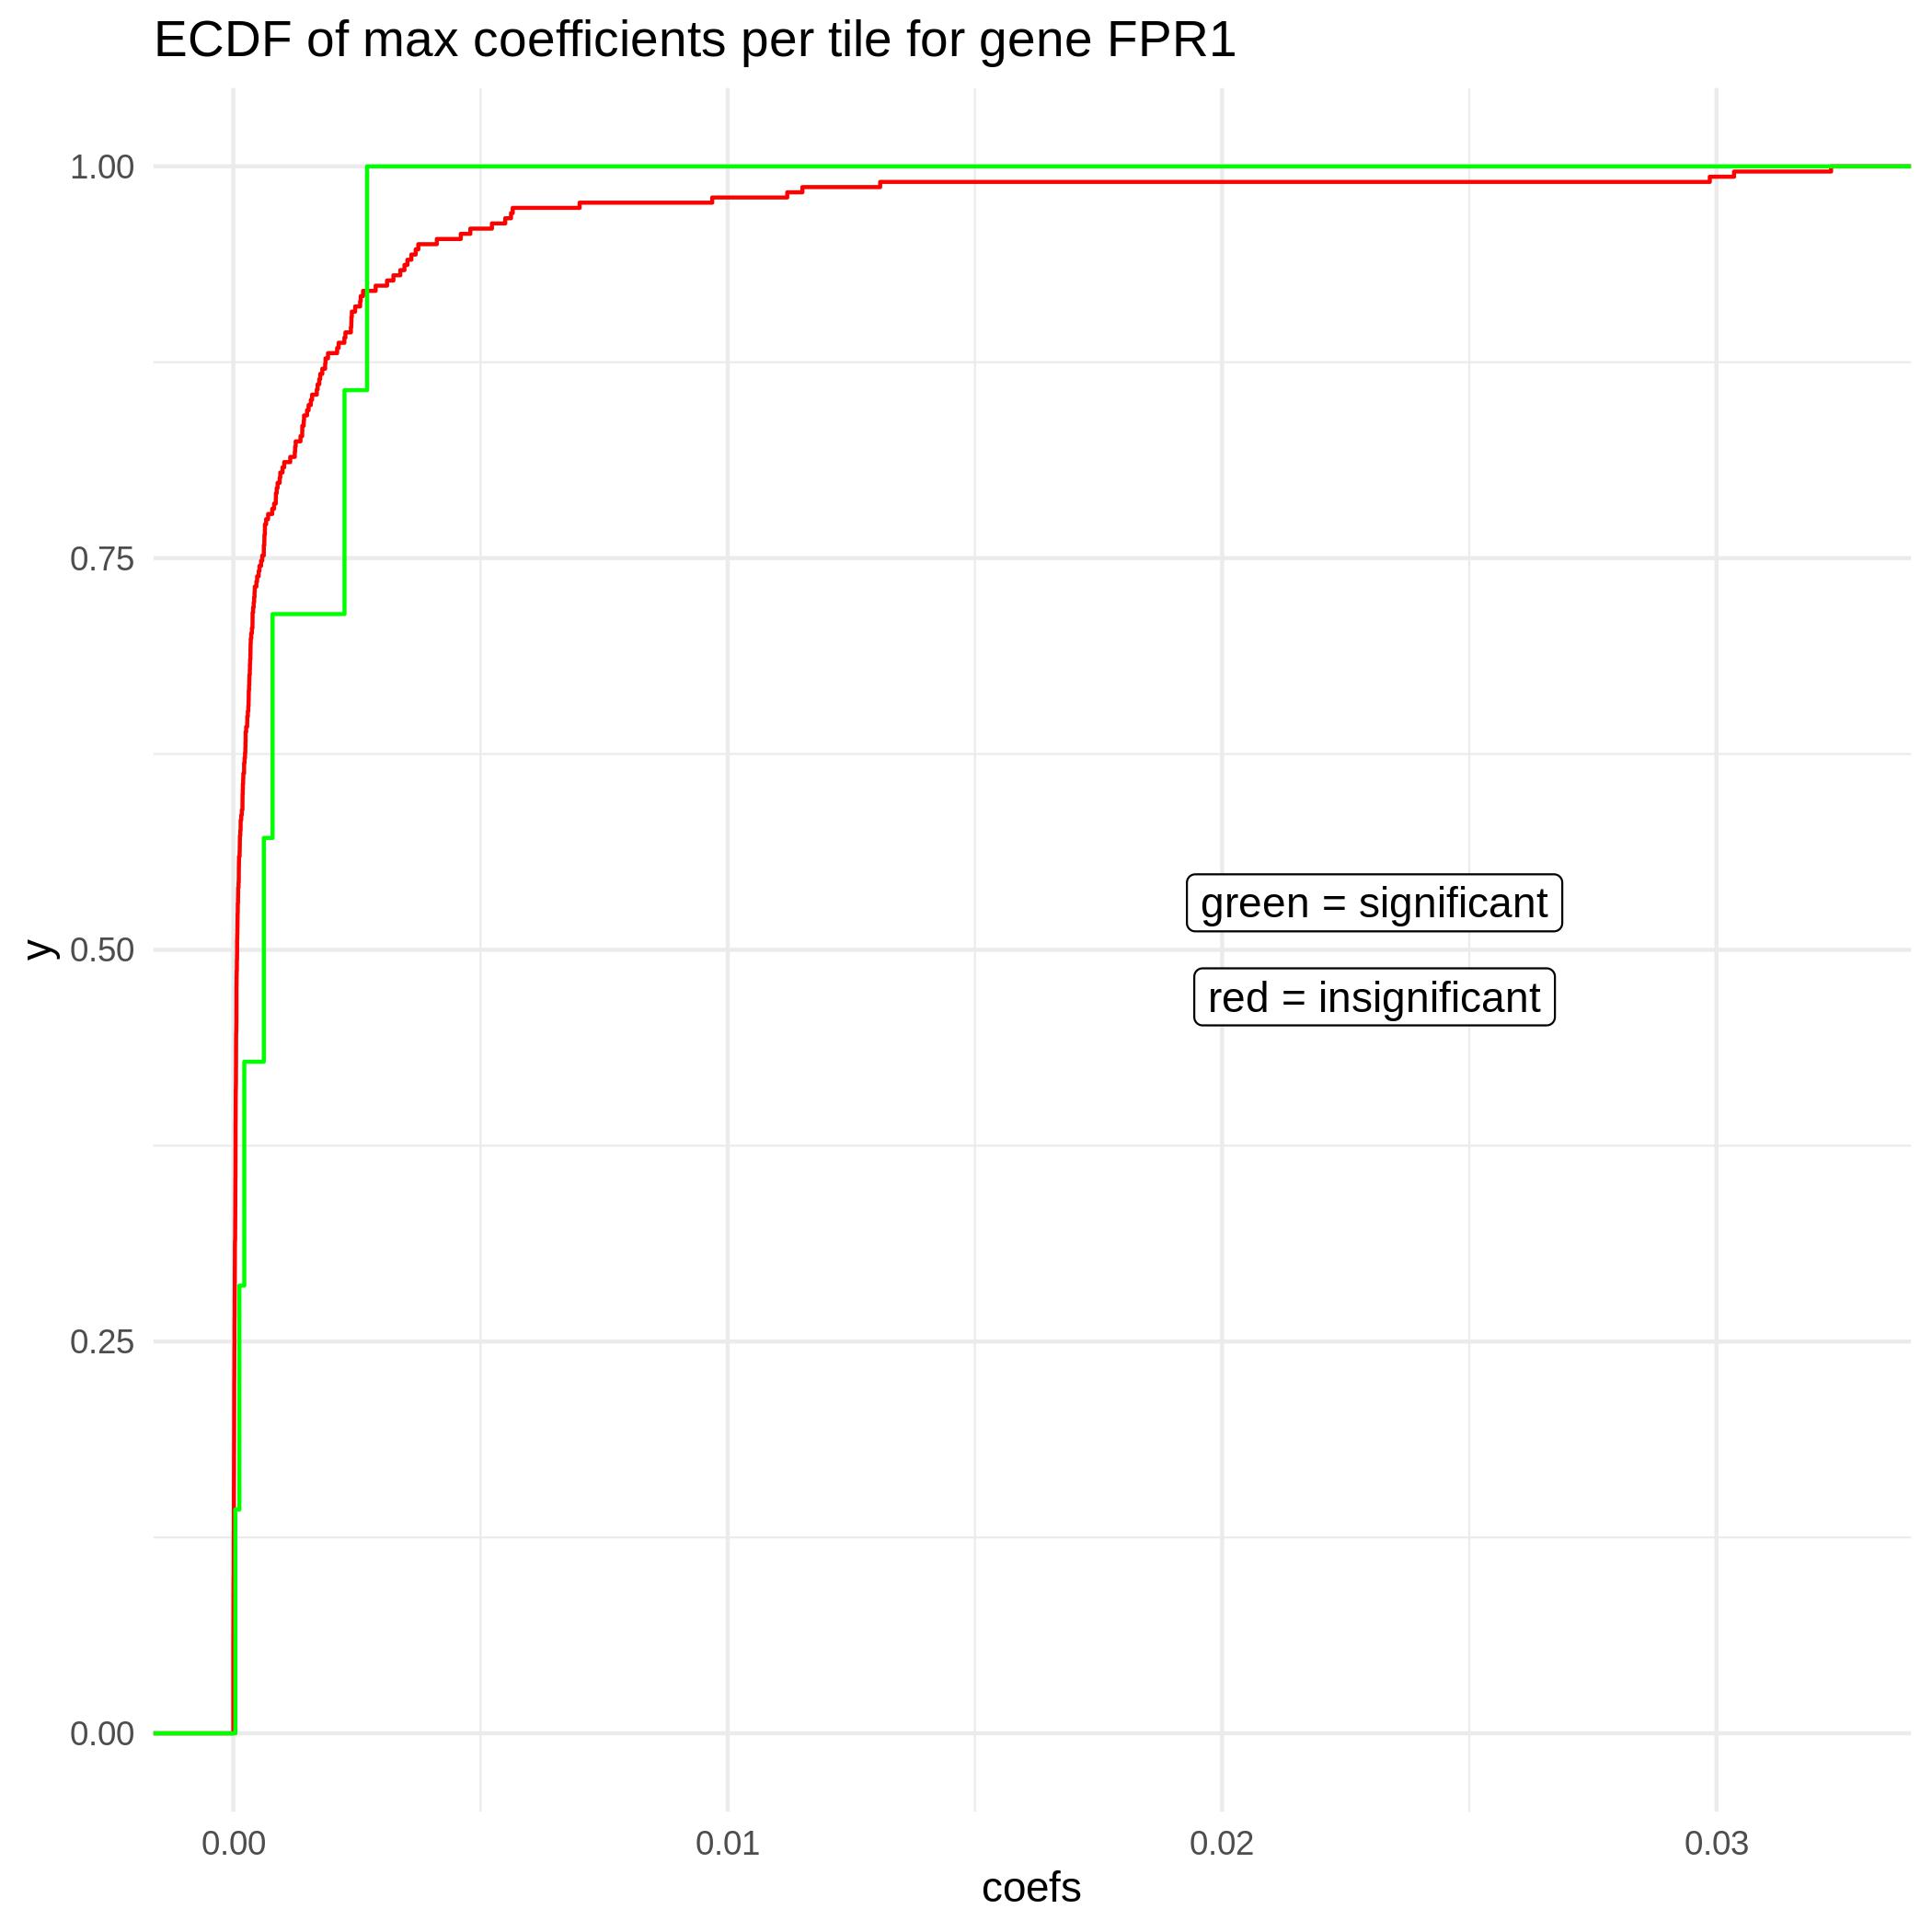 ECDF of max coefficients per tile for gene FPR1
1.00
0.75
0.50
0.25
0.00
y
green = significant
red = insignificant
0.00 0.01 0.02 0.03
coefs